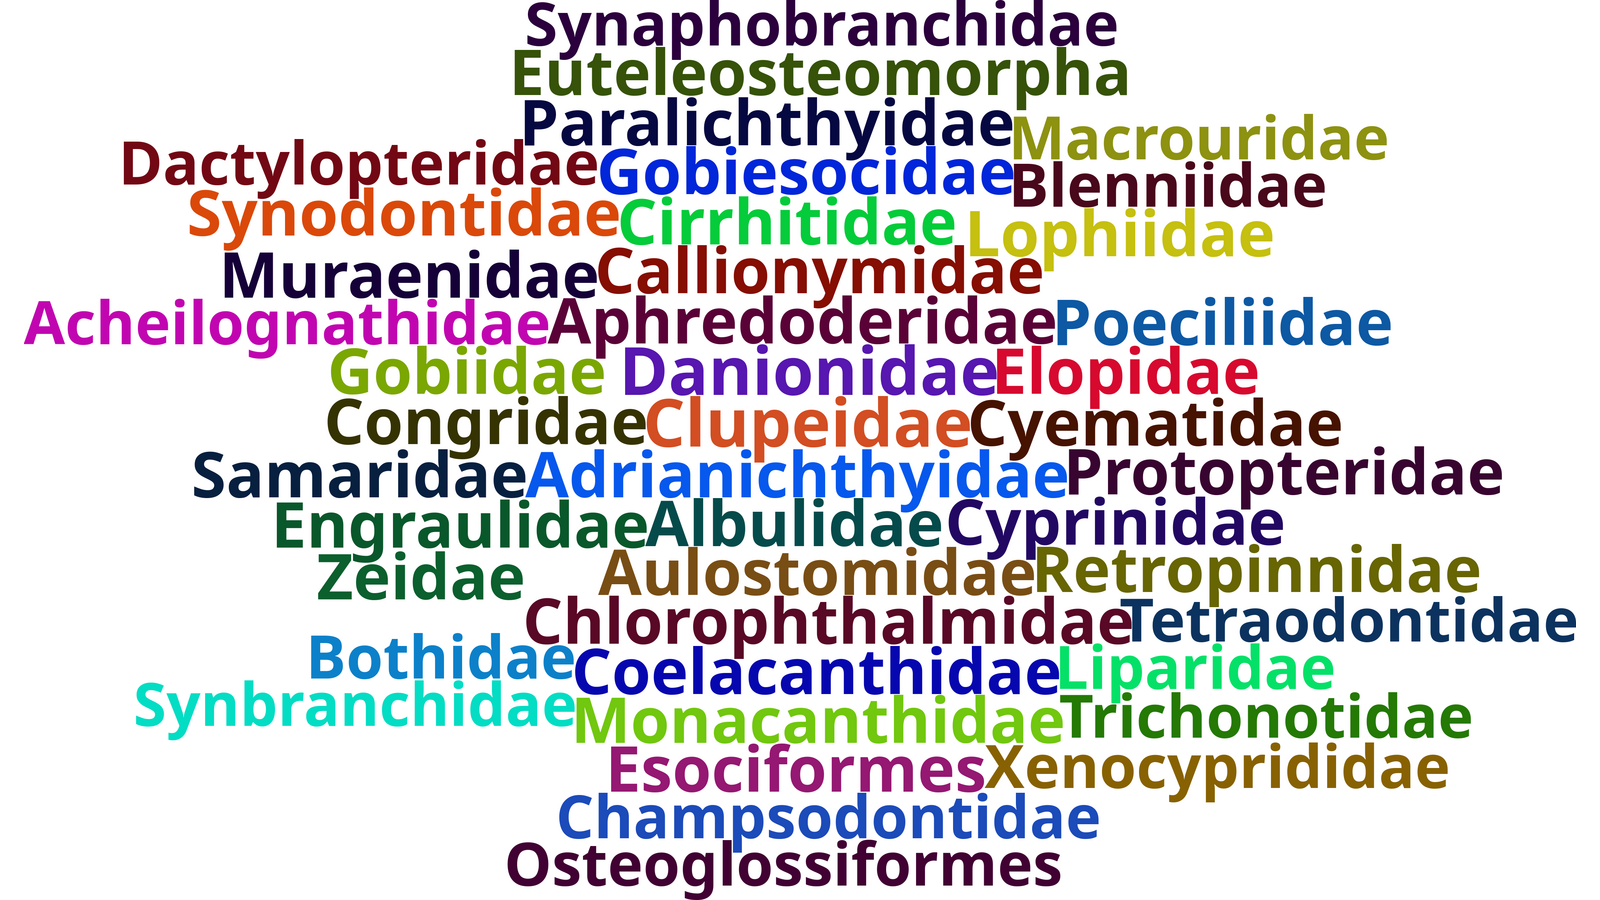 Synaphobranchidae
Euteleosteomorpha
Paralichthyidae Macrouridae
Dactylopteridae Gobiesocidae Blenniidae
Synodontidae Cirrhitidae Lophiidae
Muraenidae Callionymidae
Acheilognathidae Aphredoderidae Poeciliidae
Gobiidae Danionidae Elopidae
Congridae Clupeidae Cyematidae
Samaridae Adrianichthyidae Protopteridae
Engraulidae Albulidae Cyprinidae
Zeidae Aulostomidae Retropinnidae
Chlorophthalmidae Tetraodontidae
Bothidae Coelacanthidae Liparidae
Synbranchidae Monacanthidae Trichonotidae
Esociformes Xenocyprididae
Champsodontidae
Osteoglossiformes